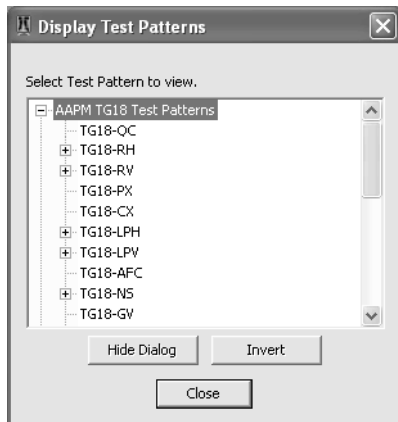 Display Test Patterns
Select Test Pattern to view.
AAPM TG18 Test Patterns
TG18-QC
TG18-RH
TG18-RV
TG18-PX
TG18-CX
TG18-LPH
TG18-LPV
TG18-AFC
TG18-NS
TG18-GV
Hide Dialog Invert
Close